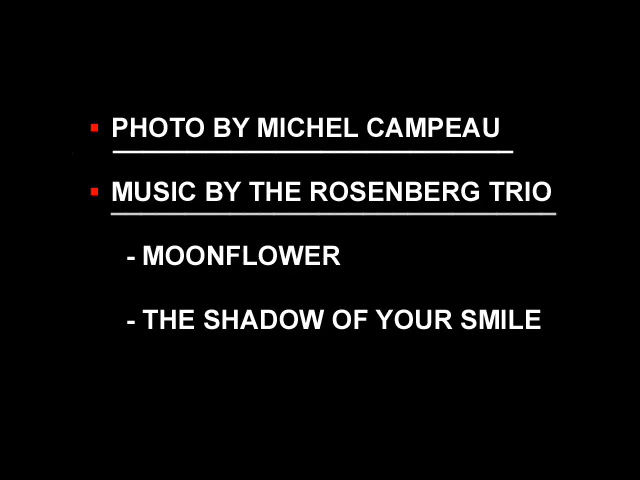 ▪ PHOTO BY MICHEL CAMPEAU
▪ MUSIC BY THE ROSENBERG TRIO
- MOONFLOWER
- THE SHADOW OF YOUR SMILE